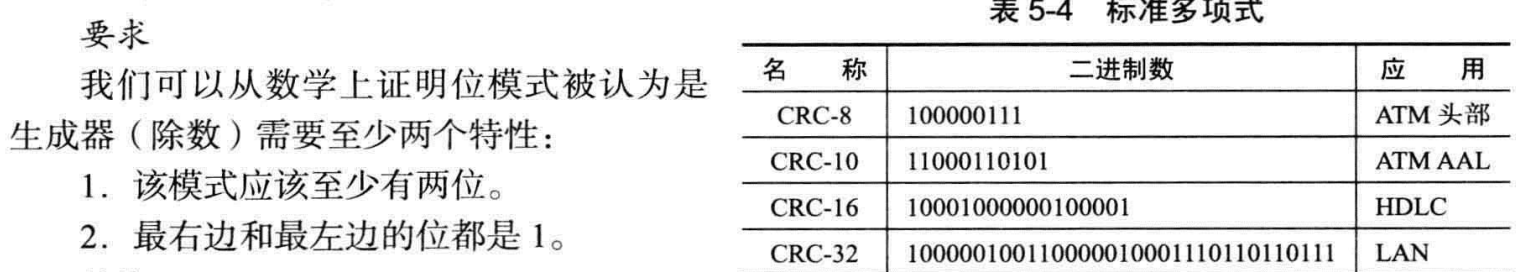 要求
我们可以从数学上证明位模式被认为是
生成器（除数）需要至少两个特性：
1. 该模式应该至少有两位。
2. 最右边和最左边的位都是 1。
表 5-4 标准多项式
名 称 二进制数 应 用
CRC-8 100000111 ATM 头部
CRC-10 11000110101 ATM AAL
CRC-16 10001000000100001 HDLC
CRC-32 100000100110000010001110110110111 LAN